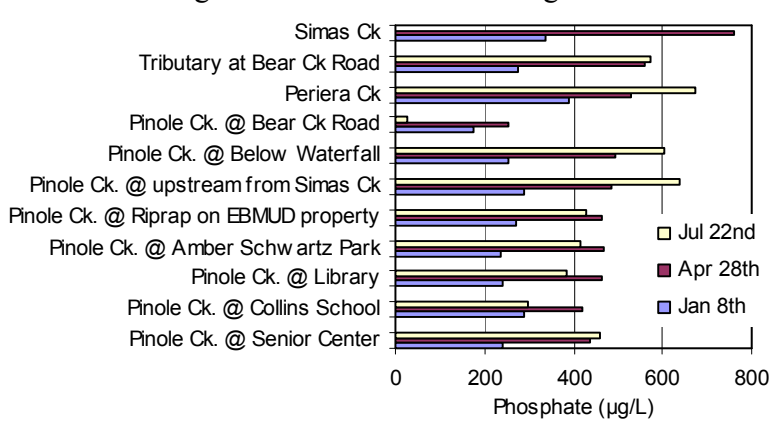 Simas Ck
Tributary at Bear Ck Road
Periera Ck
Pinole Ck. @ Bear Ck Road
Pinole Ck. @ Below Waterfall
Pinole Ck. @ upstream from Simas Ck
Pinole Ck. @ Riprap on EBMUD property
Pinole Ck. @ Amber Schwartz Park
Pinole Ck. @ Library
Pinole Ck. @ Collins School
Pinole Ck. @ Senior Center
Jul 22nd
Apr 28th
Jan 8th
0 200 400 600 800
Phosphate (µg/L)